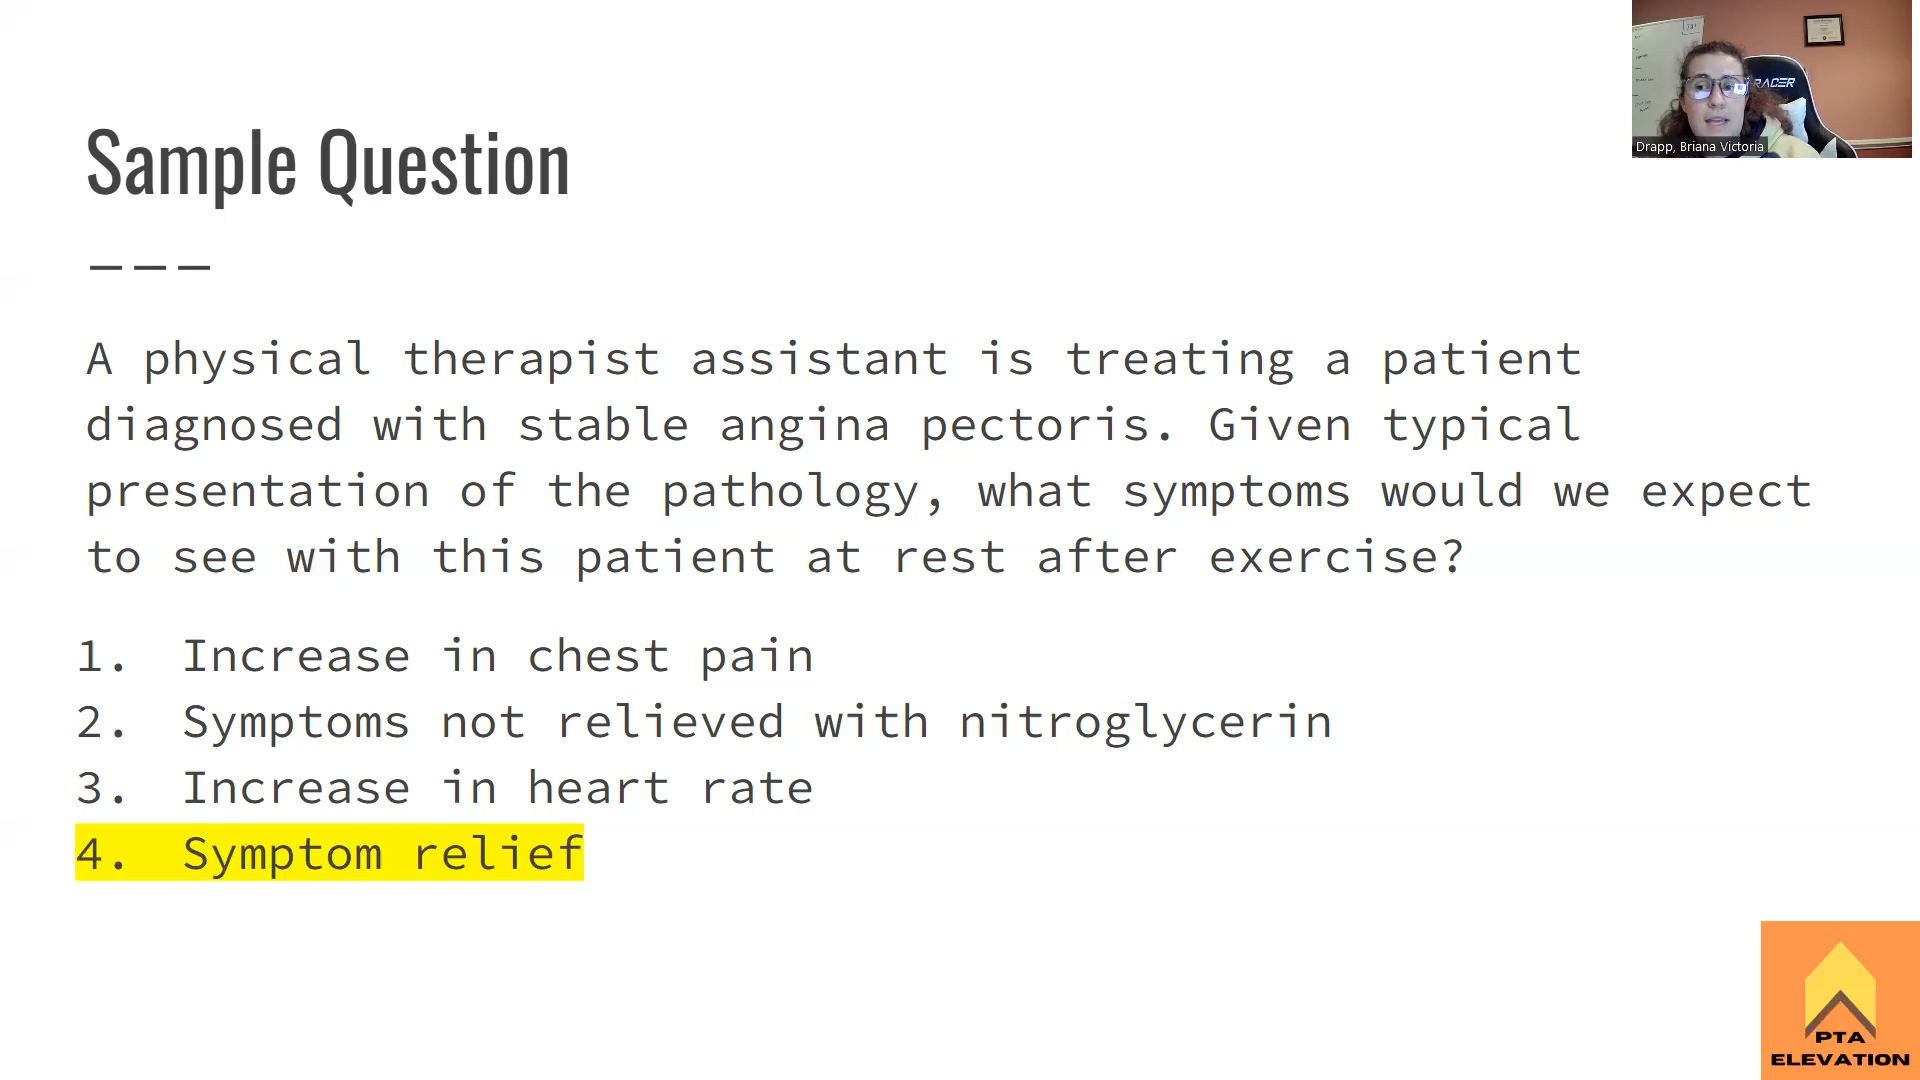 Sample Question
A physical therapist assistant is treating a patient
diagnosed with stable angina pectoris. Given typical
presentation of the pathology, what symptoms would we expect
to see with this patient at rest after exercise?
1. Increase in chest pain
2. Symptoms not relieved with nitroglycerin
3. Increase in heart rate
4. Symptom relief
RACER
Drapp, Briana Victoria
PTA
ELEVATION